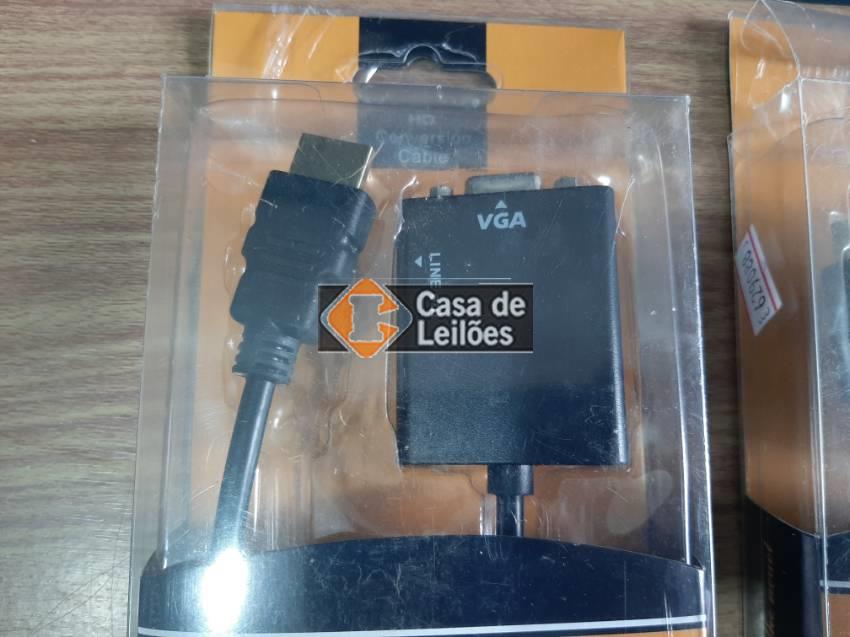 HD
Conversion
Cable
VGA
LINE
Casa de
Leilões